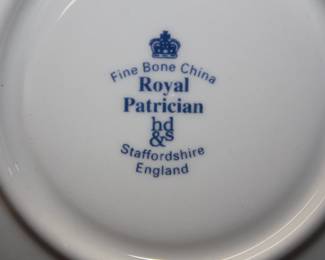 Fine Bone China
Royal
Patrician
hd
&s
Staffordshire
England